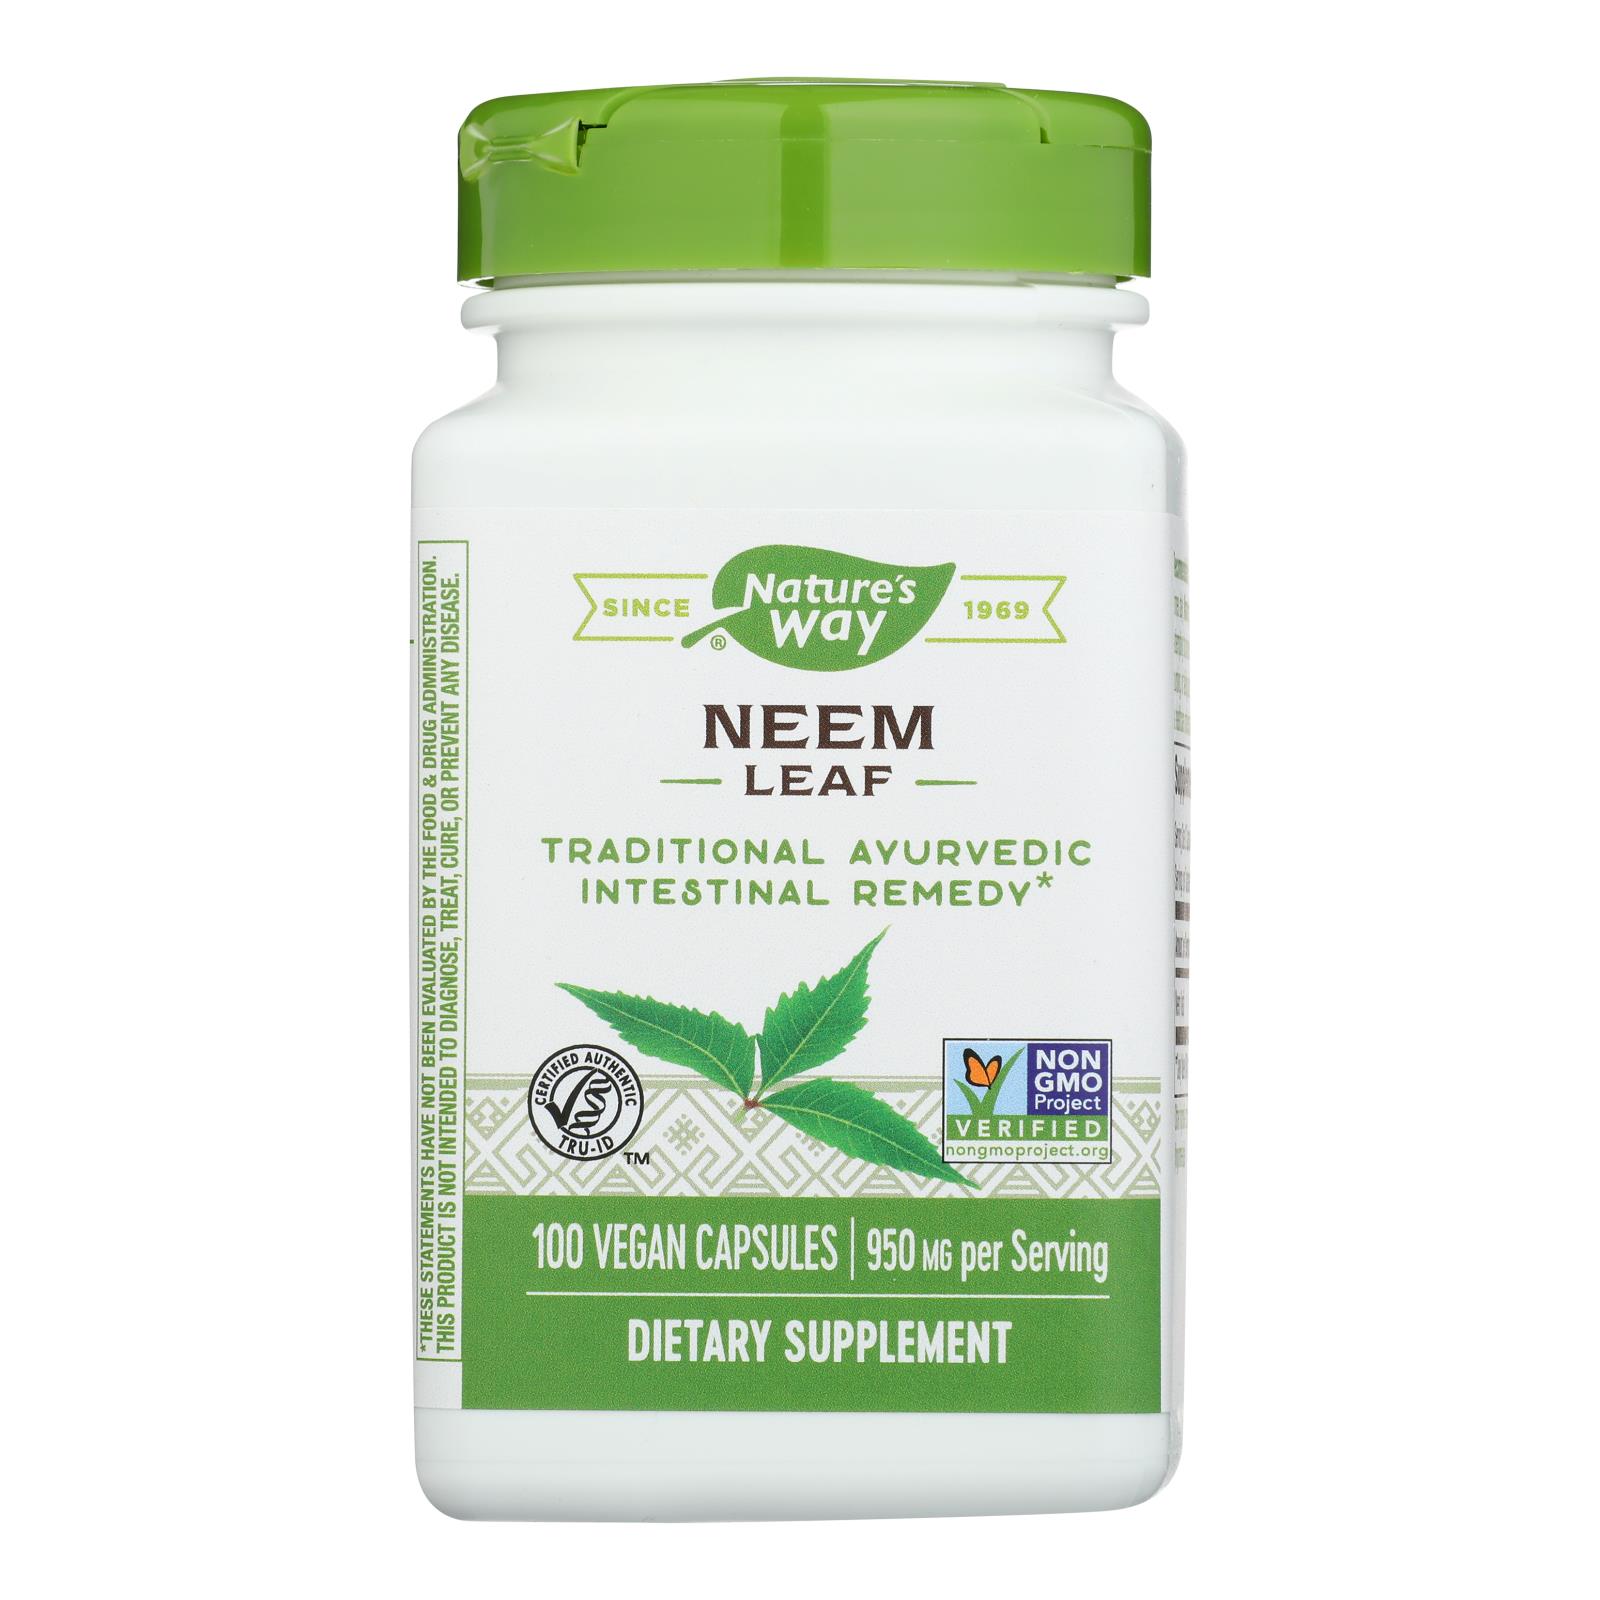 SINCE
Nature's
Way
®
1969
NEEM
LEAF
TRADITIONAL AYURVEDIC
INTESTINAL REMEDY*
CERTIFIED AUTHENTIC
TRU-ID
TM
NON
GMO
Project
VERIFIED
nongmoproject.org
100 VEGAN CAPSULES | 950 MG per Serving
DIETARY SUPPLEMENT
*THESE STATEMENTS HAVE NOT BEEN EVALUATED BY THE FOOD & DRUG ADMINISTRATION.
THIS PRODUCT IS NOT INTENDED TO DIAGNOSE, TREAT, CURE, OR PREVENT ANY DISEASE.